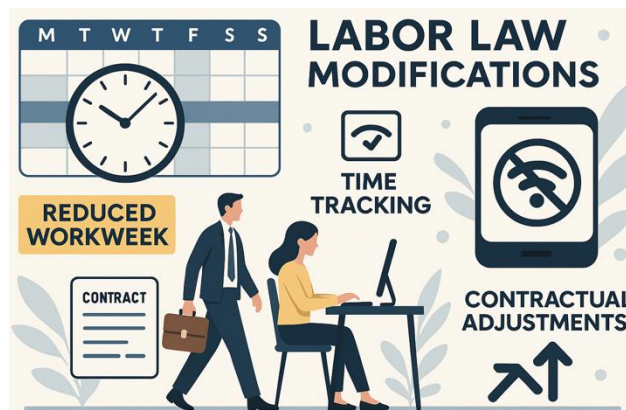 M T W T F S S
LABOR LAW
MODIFICATIONS
TIME
TRACKING
REDUCED
WORKWEEK
CONTRACT
CONTRACTUAL
ADJUSTMENTS